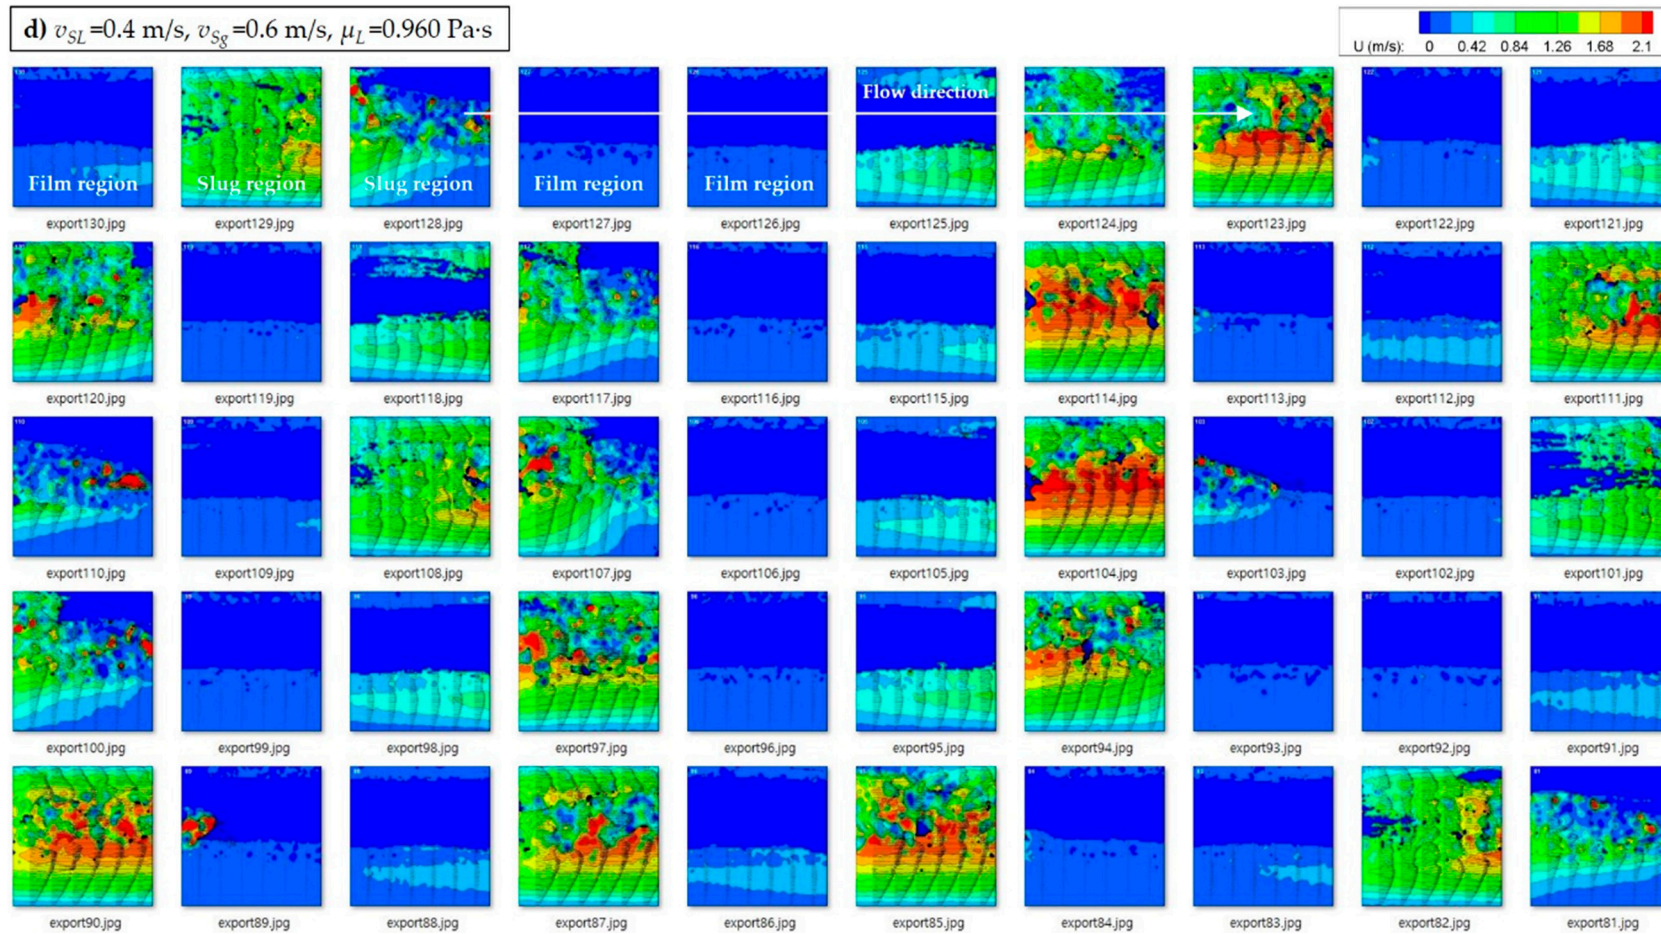 d) vSL=0.4 m/s, vSg=0.6 m/s, μL=0.960 Pa·s
U (m/s): 0 0.42 0.84 1.26 1.68 2.1
Flow direction
Film region Slug region Slug region Film region Film region
export130.jpg export129.jpg export128.jpg export127.jpg export126.jpg export125.jpg export124.jpg export123.jpg export122.jpg export121.jpg
export120.jpg export119.jpg export118.jpg export117.jpg export116.jpg export115.jpg export114.jpg export113.jpg export112.jpg export111.jpg
export110.jpg export109.jpg export108.jpg export107.jpg export106.jpg export105.jpg export104.jpg export103.jpg export102.jpg export101.jpg
export100.jpg export99.jpg export98.jpg export97.jpg export96.jpg export95.jpg export94.jpg export93.jpg export92.jpg export91.jpg
export90.jpg export89.jpg export88.jpg export87.jpg export86.jpg export85.jpg export84.jpg export83.jpg export82.jpg export81.jpg